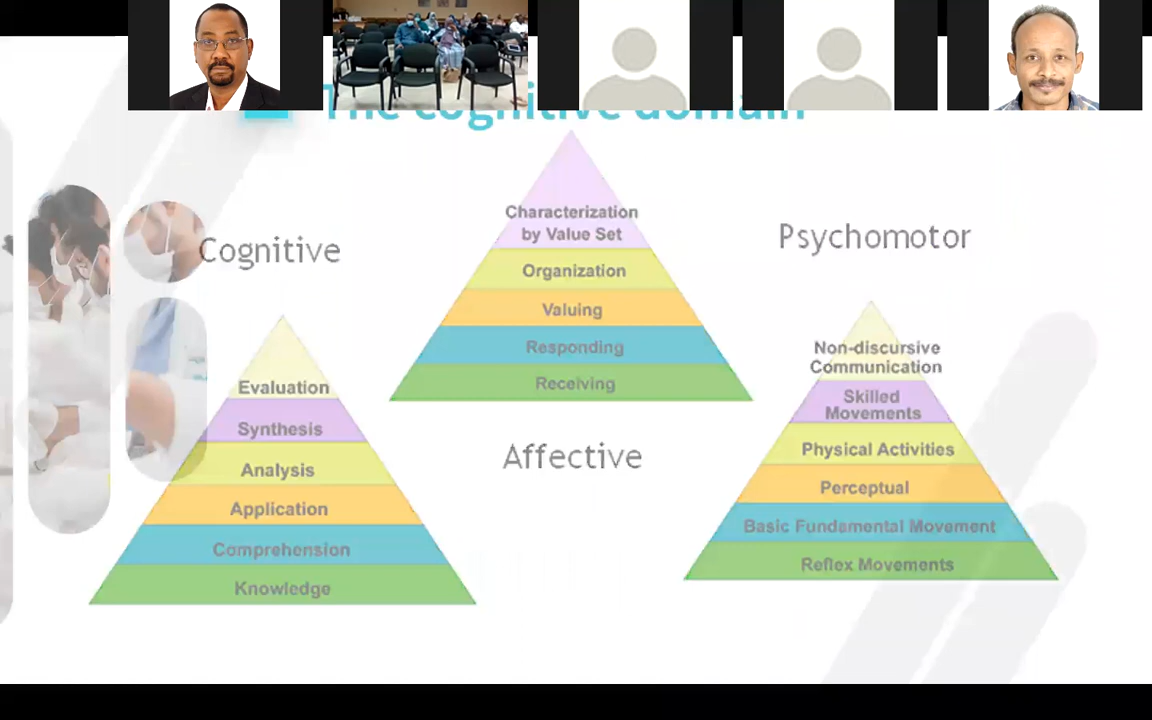 The cognitive domain
Cognitive
Evaluation
Synthesis
Analysis
Application
Comprehension
Knowledge
Characterization
by Value Set
Organization
Valuing
Responding
Receiving
Affective
Psychomotor
Non-discursive
Communication
Skilled
Movements
Physical Activities
Perceptual
Basic Fundamental Movement
Reflex Movements